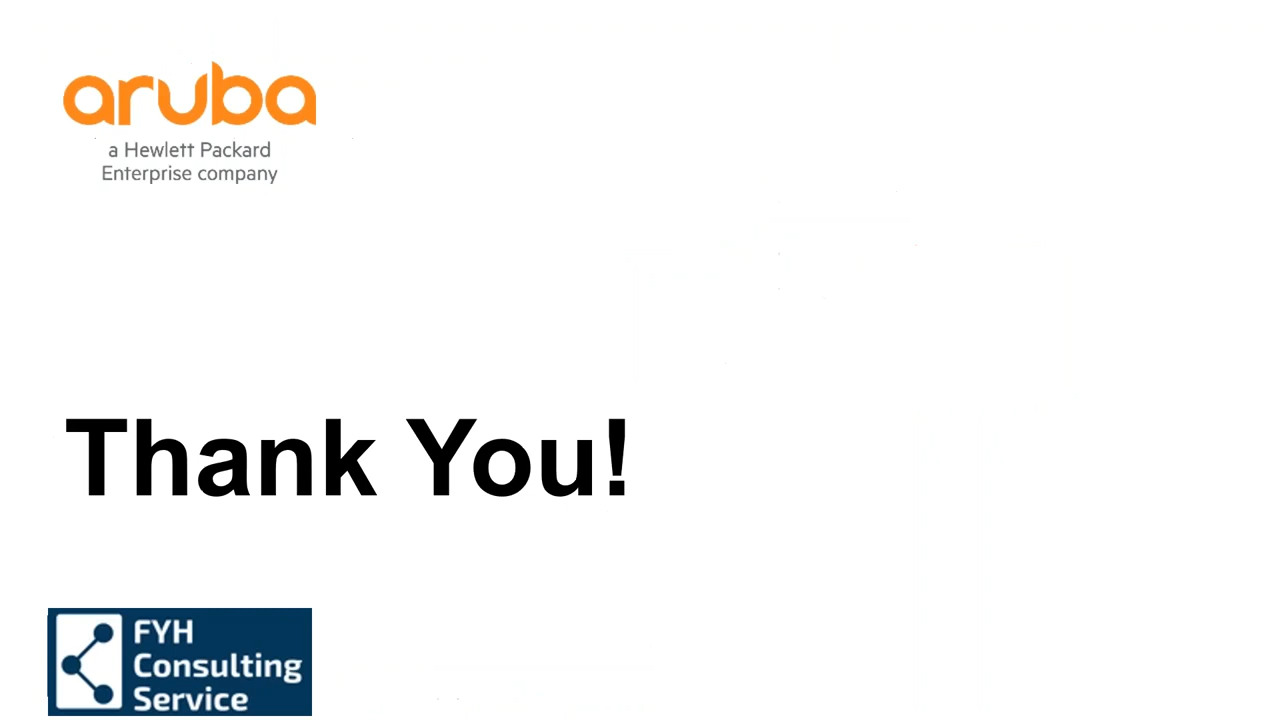 aruba
a Hewlett Packard
Enterprise company
Thank You!
FYH
Consulting
Service